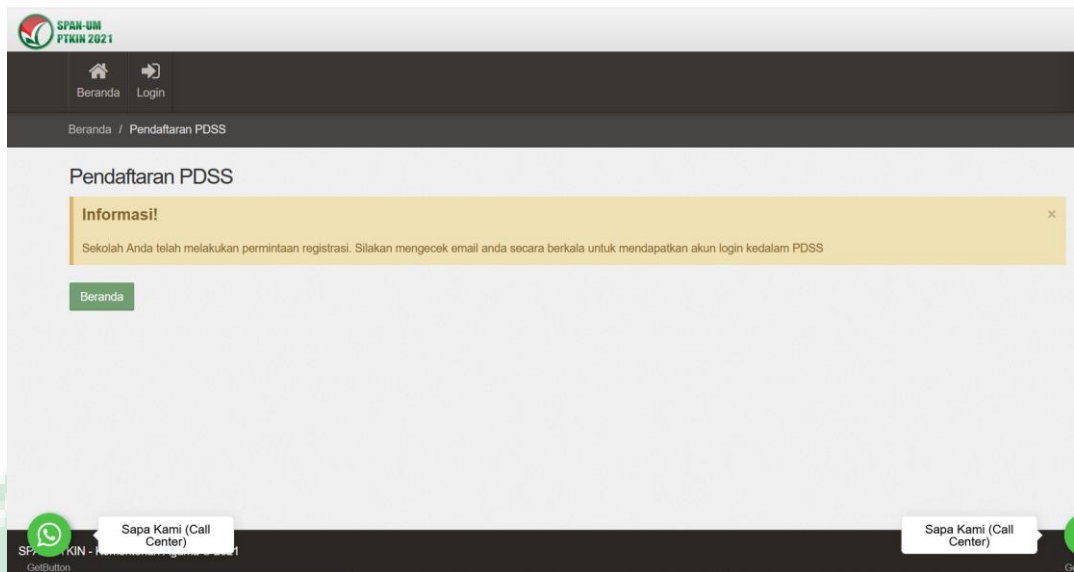 SPAN-UM
PTKIN 2021
Beranda
Login
Beranda / Pendaftaran PDSS
Pendaftaran PDSS
Informasi!
×
Sekolah Anda telah melakukan permintaan registrasi. Silakan mengecek email anda secara berkala untuk mendapatkan akun login kedalam PDSS
Beranda
Sapa Kami (Call
Center)
Sapa Kami (Call
Center)
GetButton